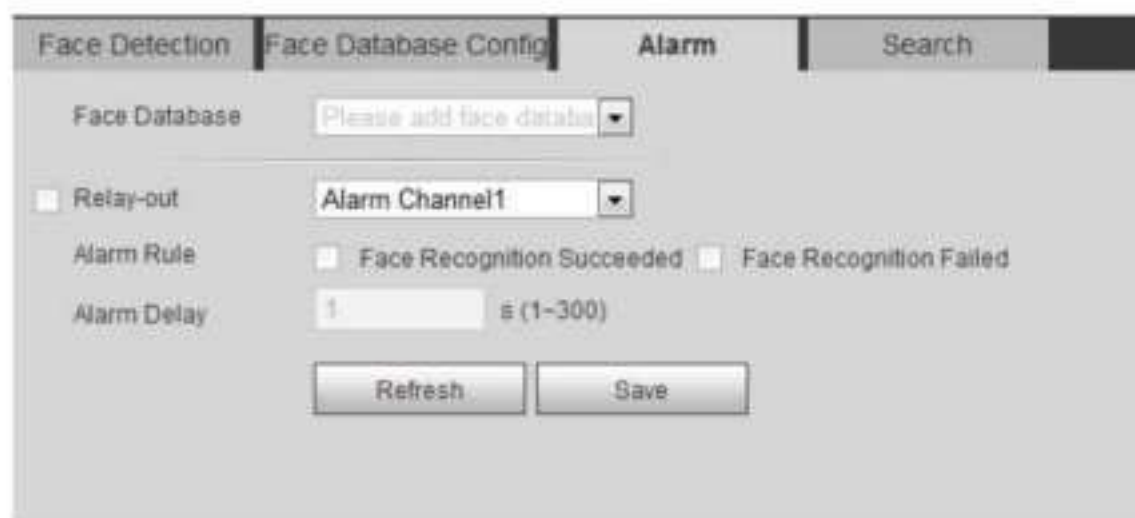 Face Detection Face Database Config Alarm Search
Face Database Please add face databa
Relay-out Alarm Channel1
Alarm Rule Face Recognition Succeeded Face Recognition Failed
Alarm Delay 1 s (1~300)
Refresh Save